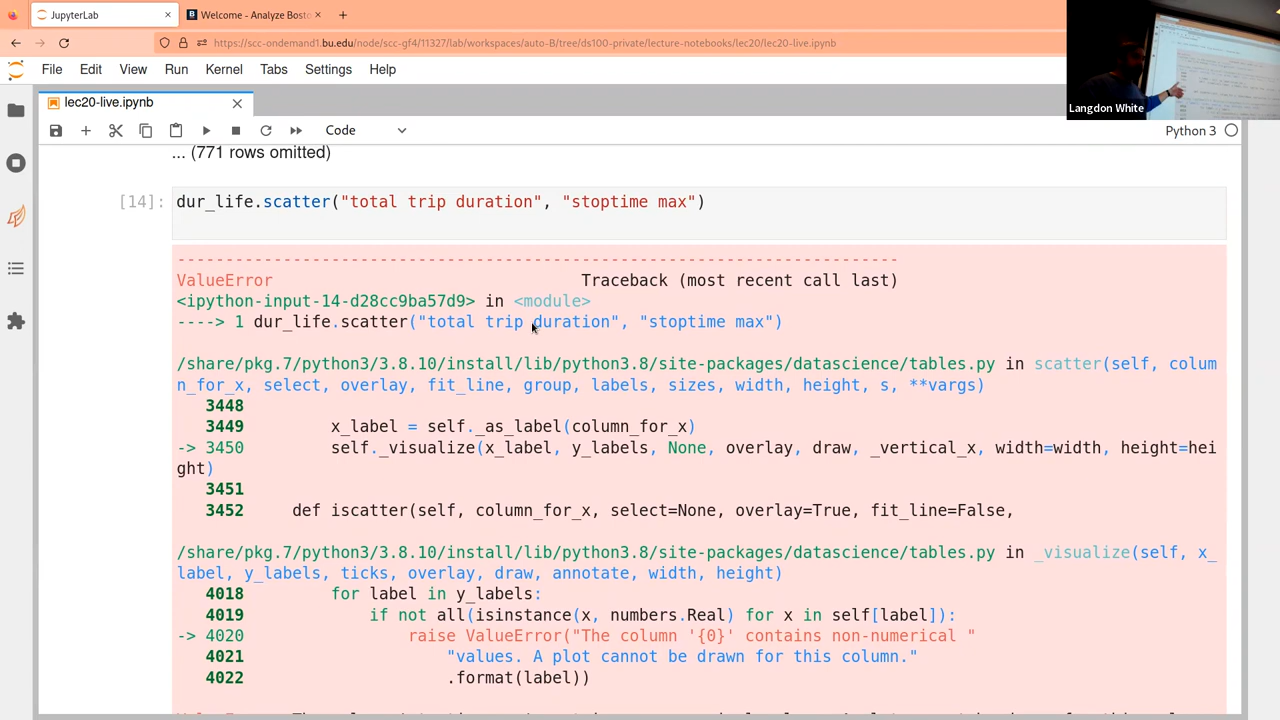 JupyterLab
Welcome - Analyze Bost
https://scc-ondemand1.bu.edu/node/scc-gf4/11327/lab/workspaces/auto-B/tree/ds100-private/lecture-notebooks/lec20/lec20-live.ipynb
File Edit View Run Kernel Tabs Settings Help
Langdon White
lec20-live.ipynb
Code
Python 3
... (771 rows omitted)
[14]: dur_life.scatter("total trip duration", "stoptime max")
---------------------------------------------------------------------------
ValueError Traceback (most recent call last)
<ipython-input-14-d28cc9ba57d9> in <module>
----> 1 dur_life.scatter("total trip duration", "stoptime max")
/share/pkg.7/python3/3.8.10/install/lib/python3.8/site-packages/datascience/tables.py in scatter(self, colum
n_for_x, select, overlay, fit_line, group, labels, sizes, width, height, s, **vargs)
3448
3449 x_label = self._as_label(column_for_x)
-> 3450 self._visualize(x_label, y_labels, None, overlay, draw, _vertical_x, width=width, height=hei
ght)
3451
3452 def iscatter(self, column_for_x, select=None, overlay=True, fit_line=False,
/share/pkg.7/python3/3.8.10/install/lib/python3.8/site-packages/datascience/tables.py in _visualize(self, x_
label, y_labels, ticks, overlay, draw, annotate, width, height)
4018 for label in y_labels:
4019 if not all(isinstance(x, numbers.Real) for x in self[label]):
-> 4020 raise ValueError("The column '{0}' contains non-numerical "
4021 "values. A plot cannot be drawn for this column."
4022 .format(label))